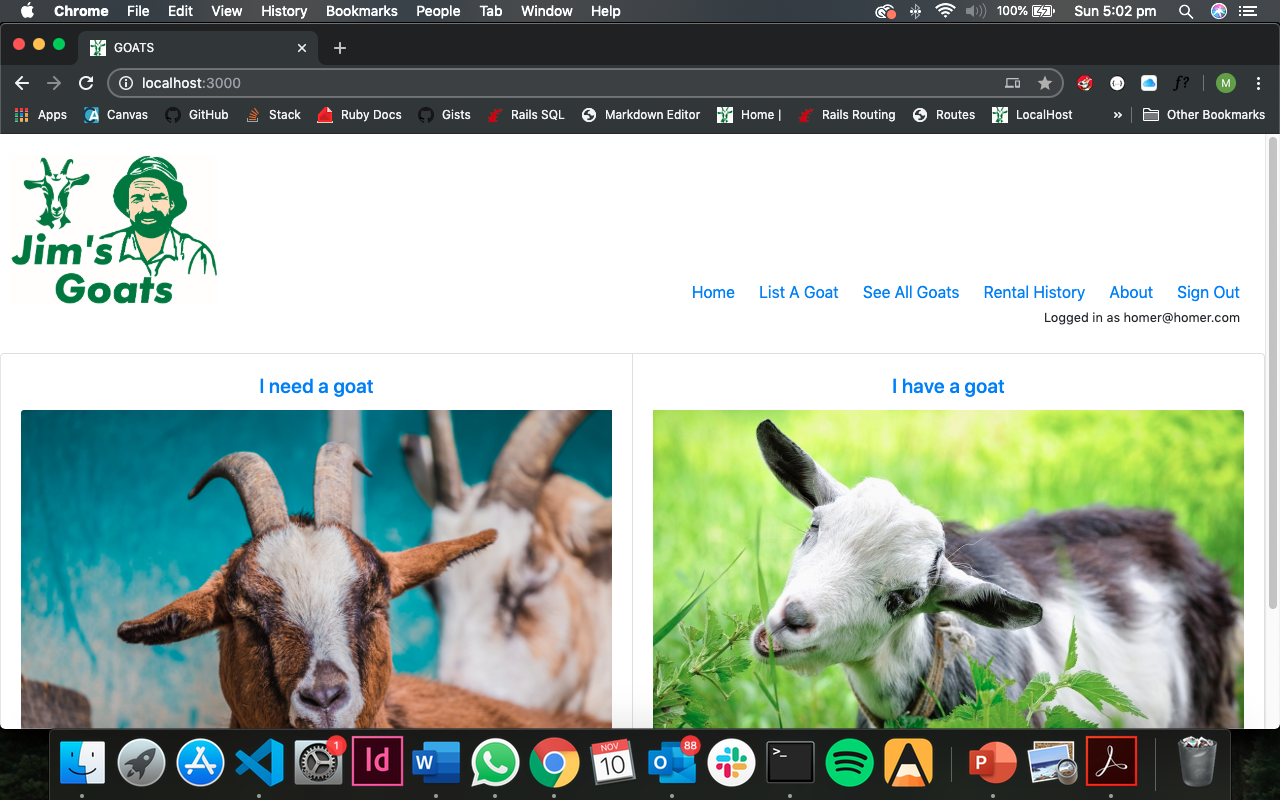 Chrome File Edit View History Bookmarks People Tab Window Help 100% Sun 5:02 pm
GOATS
localhost:3000 f? M
Apps Canvas GitHub Stack Ruby Docs Gists Rails SQL Markdown Editor Home | Rails Routing Routes LocalHost » Other Bookmarks
Jim's
Goats
Home List A Goat See All Goats Rental History About Sign Out
Logged in as homer@homer.com
I need a goat I have a goat
1 Id W NOV 10 88 >_ P